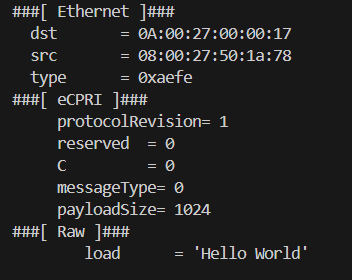 ###[ Ethernet ]###
  dst       = 0A:00:27:00:00:17
  src       = 08:00:27:50:1a:78
  type      = 0xaefe
###[ eCPRI ]###
     protocolRevision= 1
     reserved  = 0
     C         = 0
     messageType= 0
     payloadSize= 1024
###[ Raw ]###
        load      = 'Hello World'